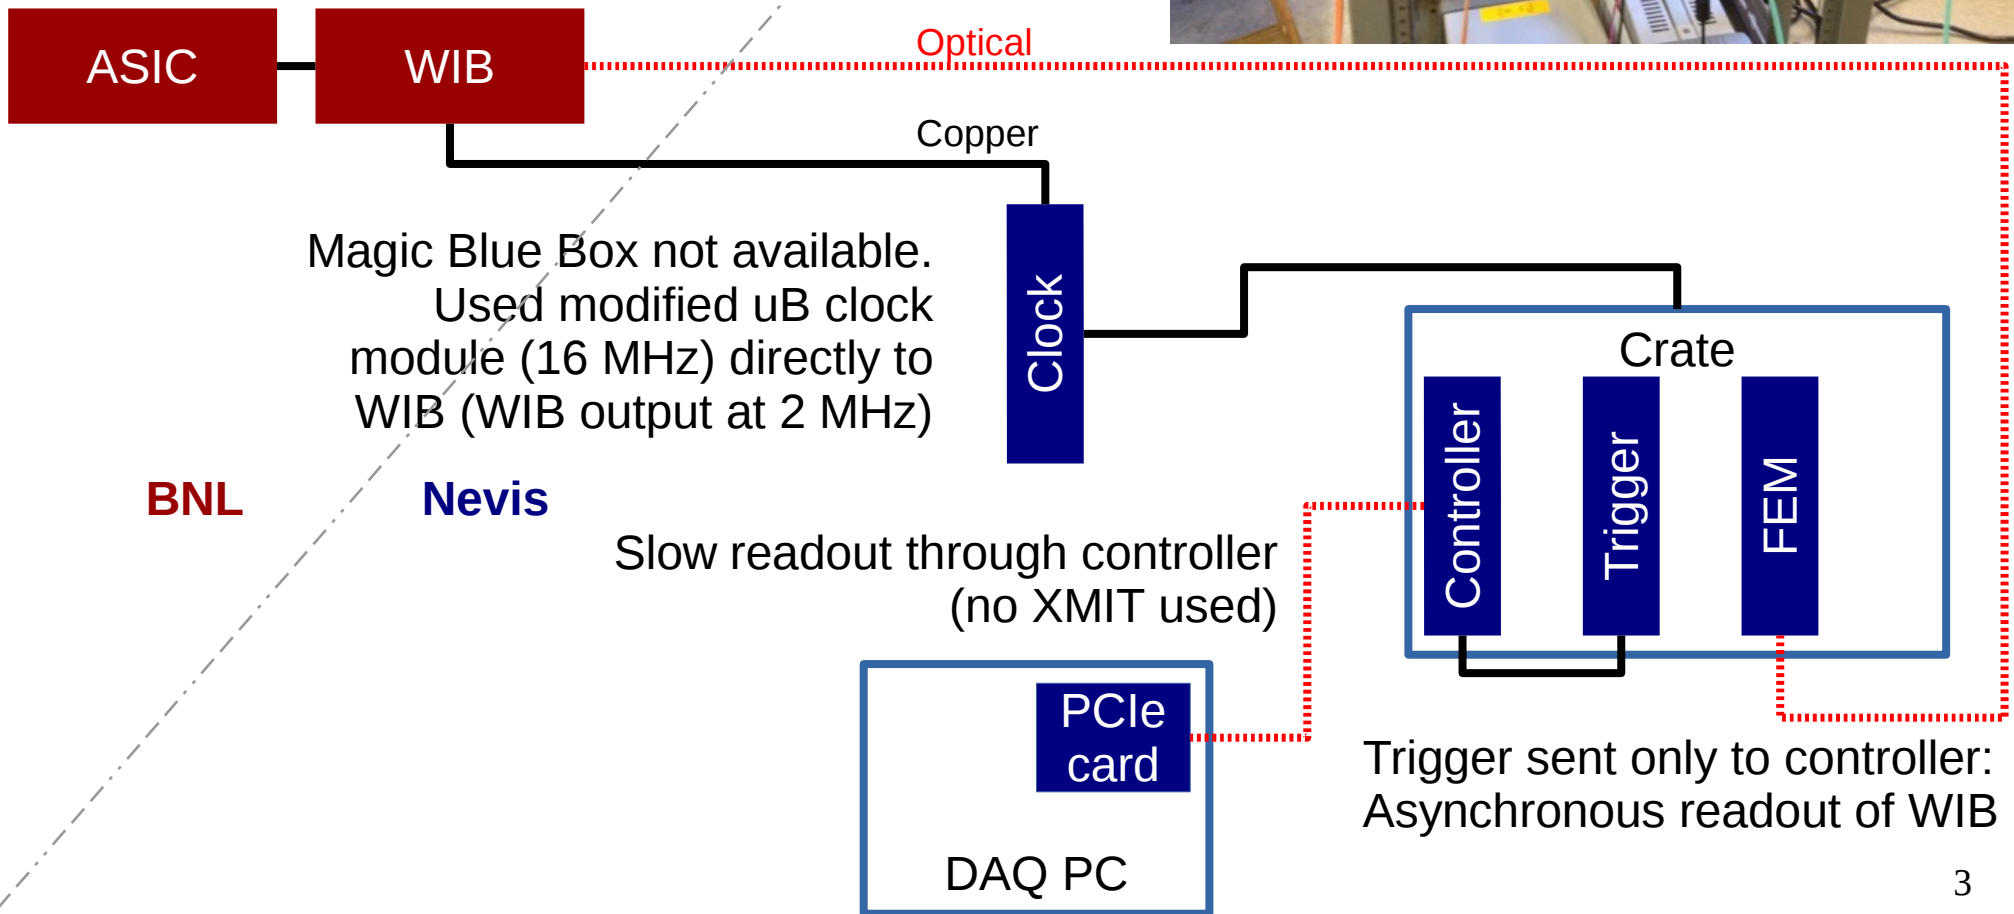 ASIC
WIB
Optical
Copper
Magic Blue Box not available.
Used modified uB clock
module (16 MHz) directly to
WIB (WIB output at 2 MHz)
Clock
Crate
Controller
Trigger
FEM
BNL
Nevis
Slow readout through controller
(no XMIT used)
PCIe
card
DAQ PC
Trigger sent only to controller:
Asynchronous readout of WIB
3